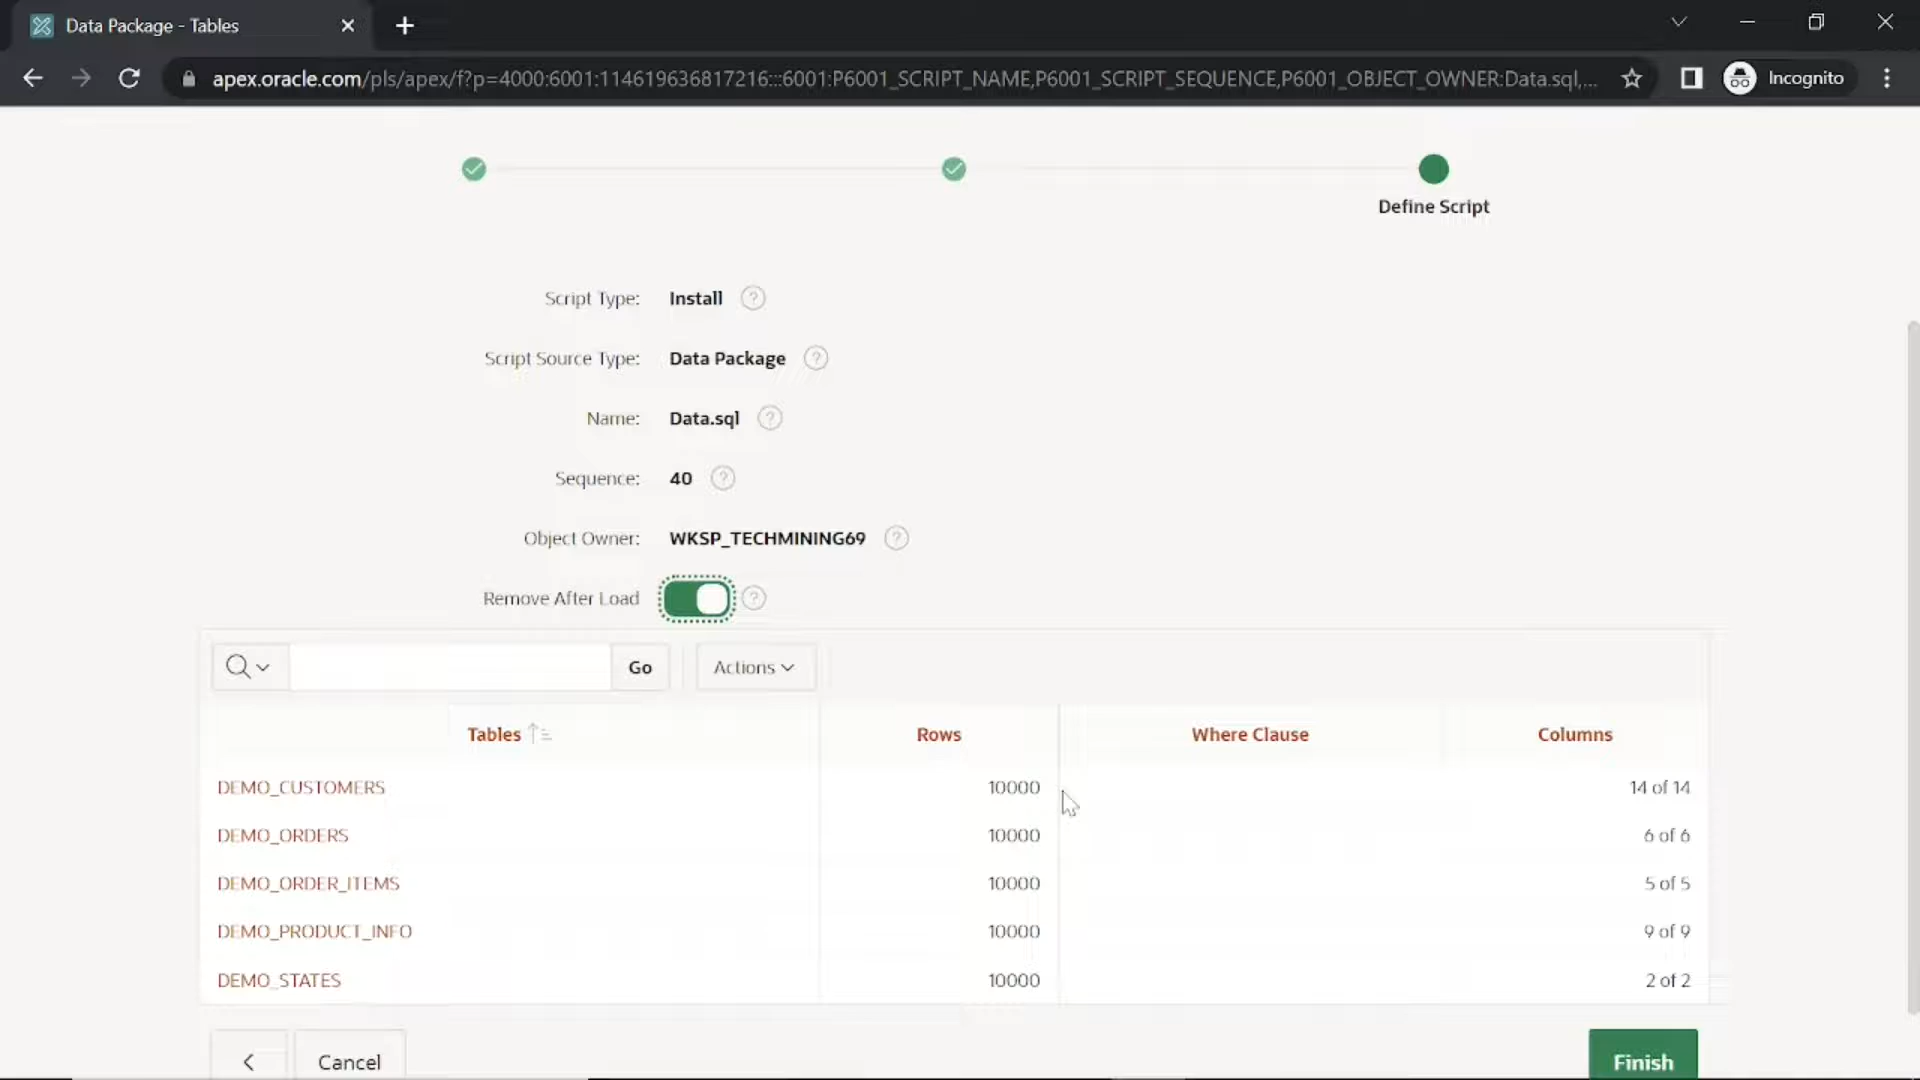 Data Package - Tables
apex.oracle.com/pls/apex/f?p=4000:6001:114619636817216:::6001:P6001_SCRIPT_NAME,P6001_SCRIPT_SEQUENCE,P6001_OBJECT_OWNER:Data.sql,...
Incognito
Define Script
Script Type: Install
Script Source Type: Data Package
Name: Data.sql
Sequence: 40
Object Owner: WKSP_TECHMINING69
Remove After Load
Go Actions
Tables Rows Where Clause Columns
DEMO_CUSTOMERS 10000 14 of 14
DEMO_ORDERS 10000 6 of 6
DEMO_ORDER_ITEMS 10000 5 of 5
DEMO_PRODUCT_INFO 10000 9 of 9
DEMO_STATES 10000 2 of 2
Cancel Finish